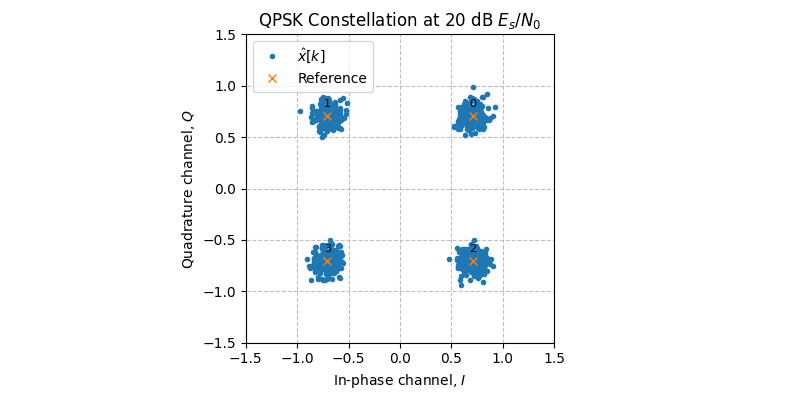 QPSK Constellation at 20 dB $E_s/N_0$
1.5
1.0
0.5
0.0
−0.5
−1.0
−1.5
Quadrature channel, Q
x̂[k]
Reference
1
0
3
2
−1.5 −1.0 −0.5 0.0 0.5 1.0 1.5
In-phase channel, I